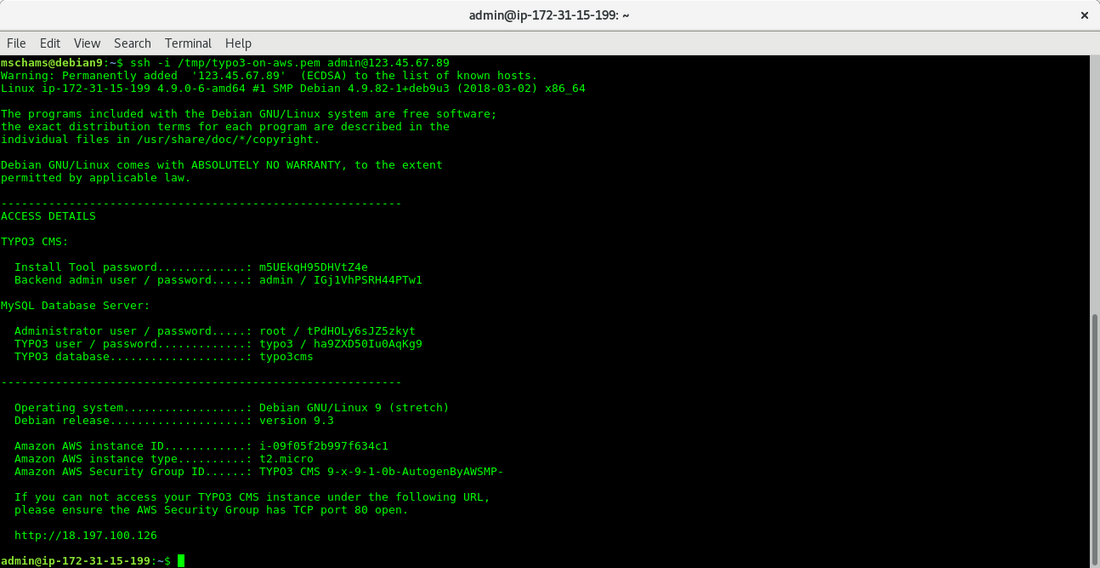 admin@ip-172-31-15-199: ~
×
File Edit View Search Terminal Help
mschams@debian9:~$ ssh -i /tmp/typo3-on-aws.pem admin@123.45.67.89
Warning: Permanently added '123.45.67.89' (ECDSA) to the list of known hosts.
Linux ip-172-31-15-199 4.9.0-6-amd64 #1 SMP Debian 4.9.82-1+deb9u3 (2018-03-02) x86_64
The programs included with the Debian GNU/Linux system are free software;
the exact distribution terms for each program are described in the
individual files in /usr/share/doc/*/copyright.
Debian GNU/Linux comes with ABSOLUTELY NO WARRANTY, to the extent
permitted by applicable law.
-----------------------------------------------------------
ACCESS DETAILS
TYPO3 CMS:
Install Tool password.............: m5UEkqH95DHVtZ4e
Backend admin user / password.....: admin / IGj1VhPSRH44PTw1
MySQL Database Server:
Administrator user / password.....: root / tPdHOLy6sJZ5zkyt
TYPO3 user / password.............: typo3 / ha9ZXD50Iu0AqKg9
TYPO3 database....................: typo3cms
-----------------------------------------------------------
Operating system..................: Debian GNU/Linux 9 (stretch)
Debian release....................: version 9.3
Amazon AWS instance ID............: i-09f05f2b997f634c1
Amazon AWS instance type..........: t2.micro
Amazon AWS Security Group ID......: TYPO3 CMS 9-x-9-1-0b-AutogenByAWSMP-
If you can not access your TYPO3 CMS instance under the following URL,
please ensure the AWS Security Group has TCP port 80 open.
http://18.197.100.126
admin@ip-172-31-15-199:~$